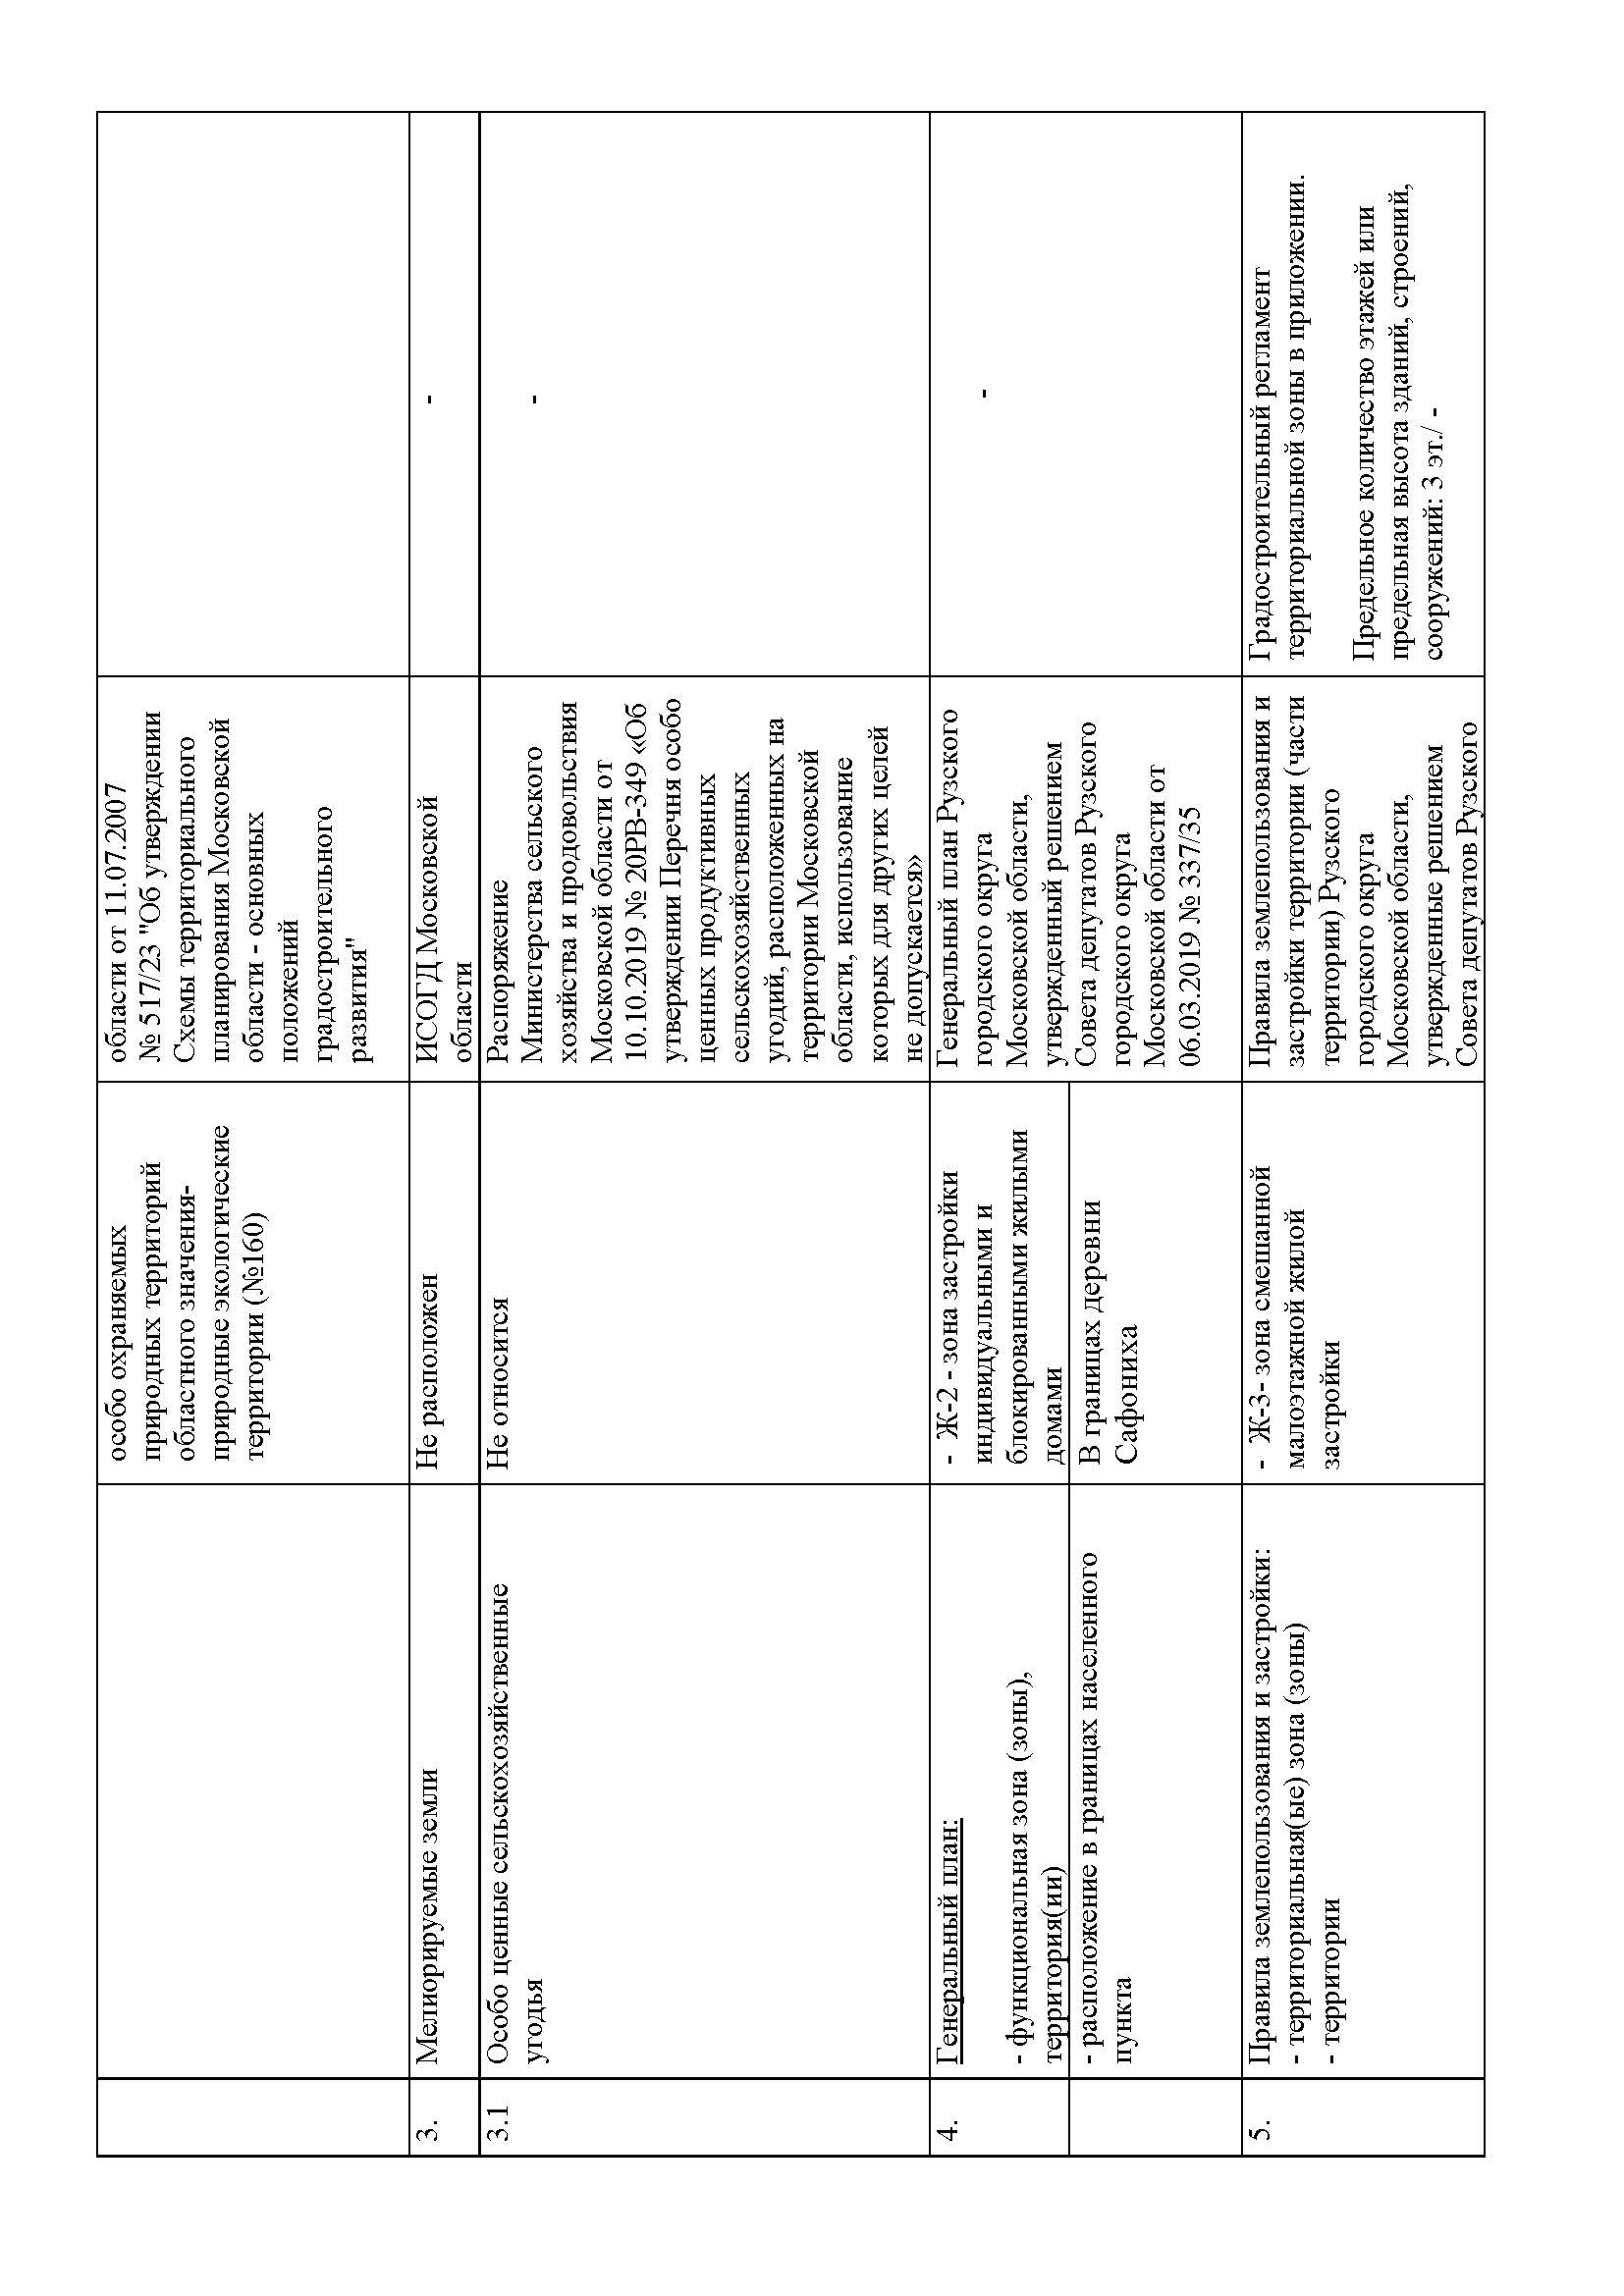 особо охраняемых
природных территорий
областного значения-
природные экологические
территории (№160)
области от 11.07.2007
№ 517/23 "Об утверждении
Схемы территориального
планирования Московской
области - основных
положений
градостроительного
развития"
3.
Мелиорируемые земли
Не расположен
ИСОГД Московской
области
-
3.1
Особо ценные сельскохозяйственные
угодья
Не относится
Распоряжение
Министерства сельского
хозяйства и продовольствия
Московской области от
10.10.2019 № 20РВ-349 «Об
утверждении Перечня особо
ценных продуктивных
сельскохозяйственных
угодий, расположенных на
территории Московской
области, использование
которых для других целей
не допускается»
-
4.
Генеральный план:
- функциональная зона (зоны),
территория(ии)
- Ж-2 - зона застройки
индивидуальными и
блокированными жилыми
домами
Генеральный план Рузского
городского округа
Московской области,
утвержденный решением
Совета депутатов Рузского
городского округа
Московской области от
06.03.2019 № 337/35
-
- расположение в границах населенного
пункта
В границах деревни
Сафониха
5.
Правила землепользования и застройки:
- территориальная(ые) зона (зоны)
- территории
- Ж-3- зона смешанной
малоэтажной жилой
застройки
Правила землепользования и
застройки территории (части
территории) Рузского
городского округа
Московской области,
утвержденные решением
Совета депутатов Рузского
Градостроительный регламент
территориальной зоны в приложении.
Предельное количество этажей или
предельная высота зданий, строений,
сооружений: 3 эт./ -